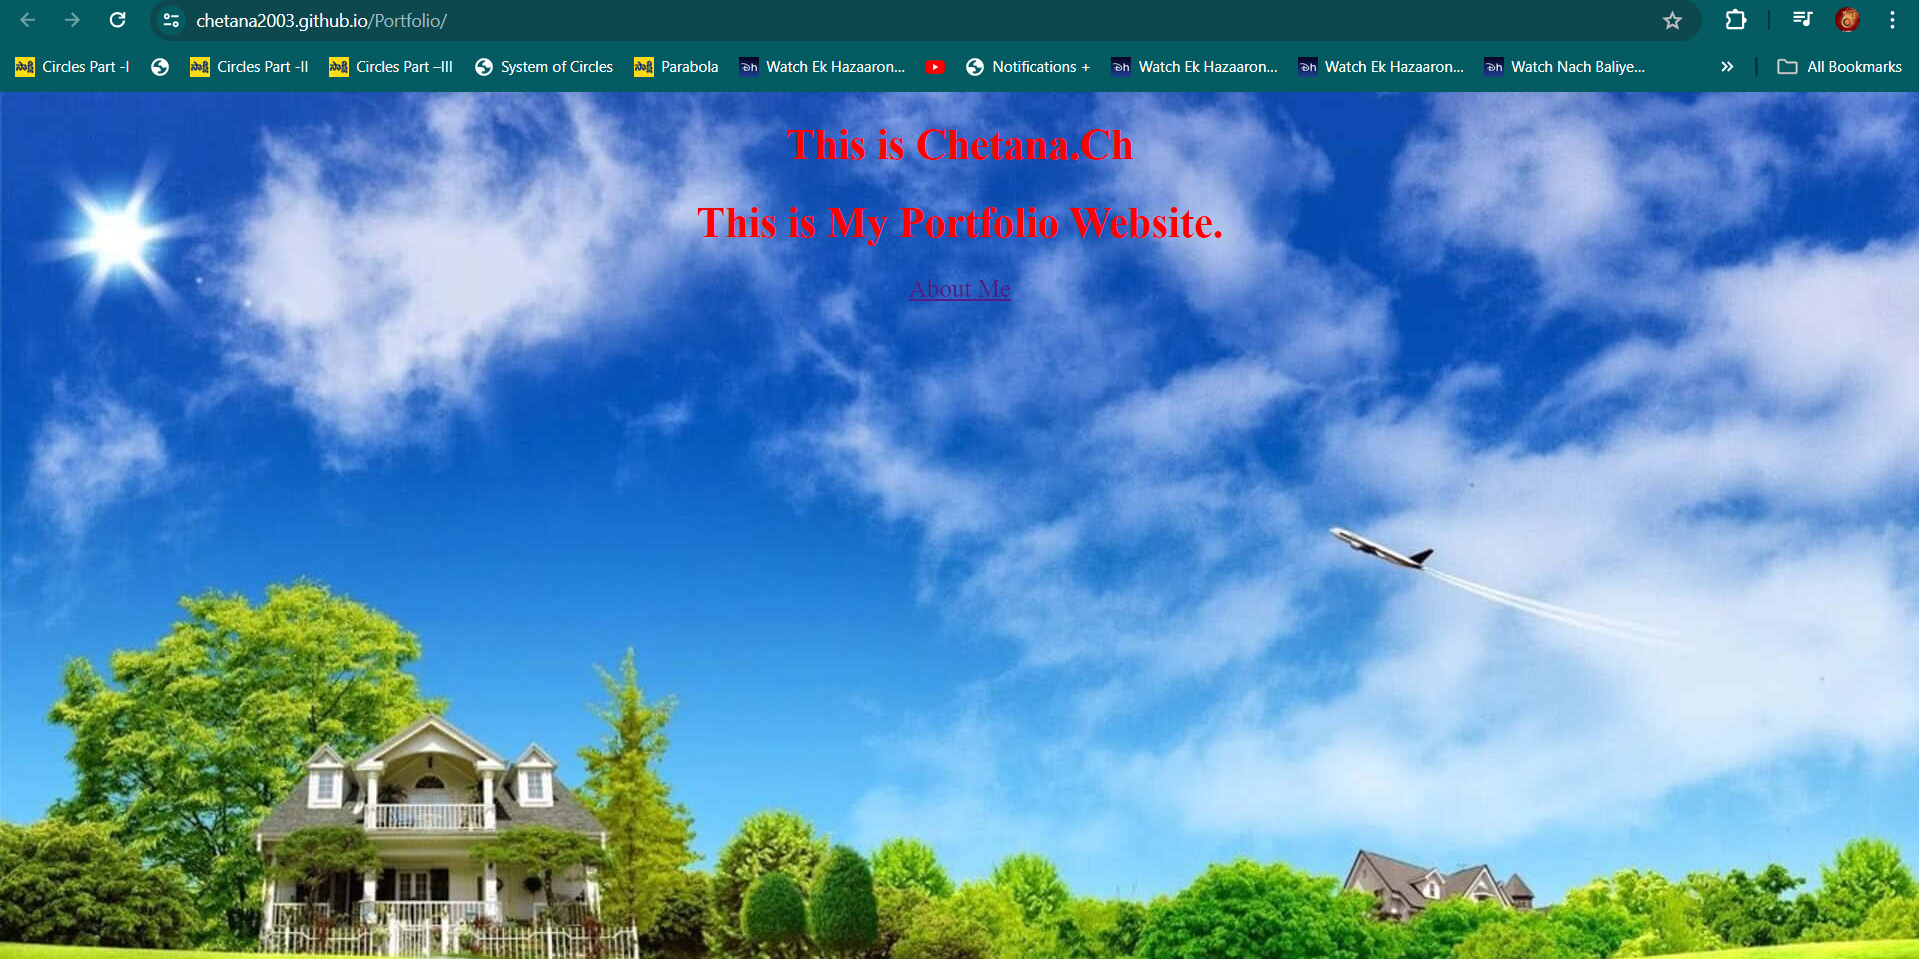 chetana2003.github.io/Portfolio/
సాక్షి Circles Part -I సాక్షి Circles Part -II సాక్షి Circles Part –III System of Circles సాక్షి Parabola Watch Ek Hazaaron... Notifications + Watch Ek Hazaaron... Watch Ek Hazaaron... Watch Nach Baliye... » All Bookmarks
This is Chetana.Ch
This is My Portfolio Website.
About Me